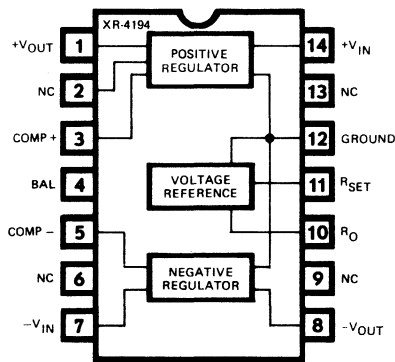 XR-4194
+VOUT 1
POSITIVE
REGULATOR
14 +VIN
NC 2
13 NC
COMP + 3
12 GROUND
BAL 4
VOLTAGE
REFERENCE
11 RSET
COMP − 5
10 RO
NC 6
NEGATIVE
REGULATOR
9 NC
−VIN 7
8 −VOUT